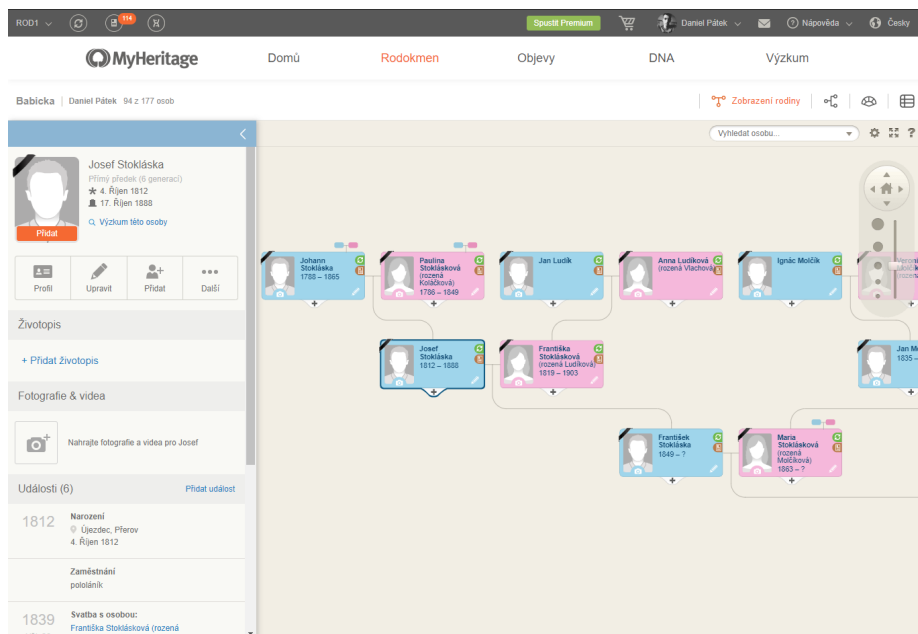 ROD1
114
Spustit Premium
Daniel Pátek
Nápověda
Česky
MyHeritage
Domů
Rodokmen
Objevy
DNA
Výzkum
Babicka
Daniel Pátek 94 z 177 osob
Zobrazení rodiny
Vyhledat osobu...
?
Josef Stokláska
Přímý předek (6 generací)
4. Říjen 1812
17. Říjen 1888
Výzkum této osoby
Přidat
Profil
Upravit
Přidat
Další
Životopis
+ Přidat životopis
Fotografie & videa
Nahrajte fotografie a videa pro Josef
Události (6)
Přidat událost
1812
Narození
Újezdec, Přerov
4. Říjen 1812
Zaměstnání
pololáník
1839
Svatba s osobou:
Františka Stoklásková (rozená
Johann
Stokláska
1788 – 1865
Paulina
Stoklásková
(rozená
Koláčková)
1786 – 1849
Jan Ludík
Anna Ludíková
(rozená Vlachová)
Ignác Molčík
Josef
Stokláska
1812 – 1888
Františka
Stoklásková
(rozená Ludíková)
1819 – 1903
1835 –
František
Stokláska
1849 – ?
Maria
Stoklásková
(rozená
Molčíková)
1863 – ?